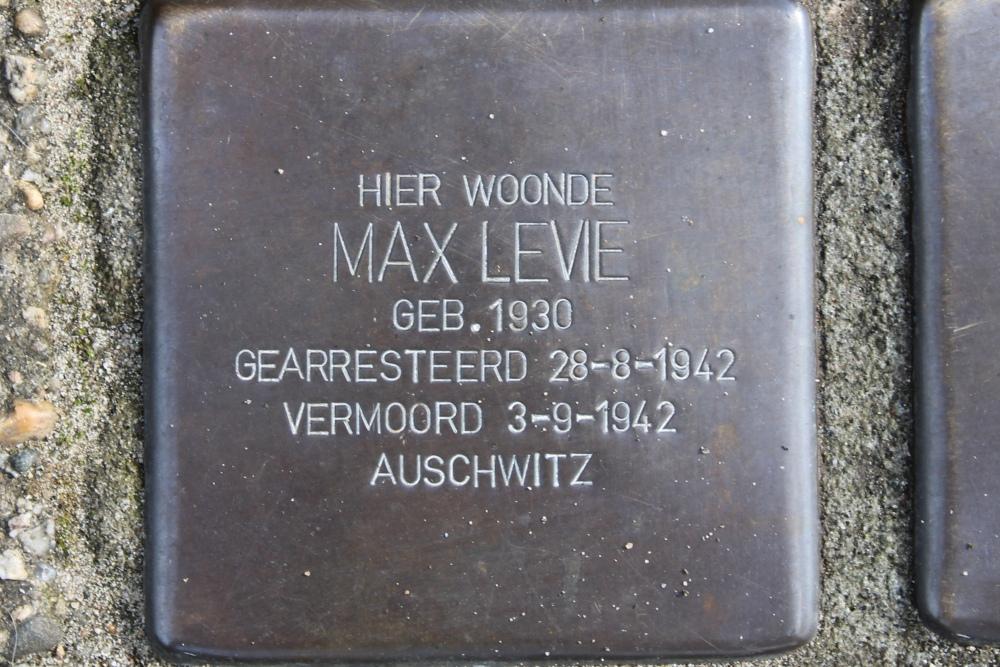 HIER WOONDE
MAX LEVIE
GEB. 1930
GEARRESTEERD 28-8-1942
VERMOORD 3-9-1942
AUSCHWITZ